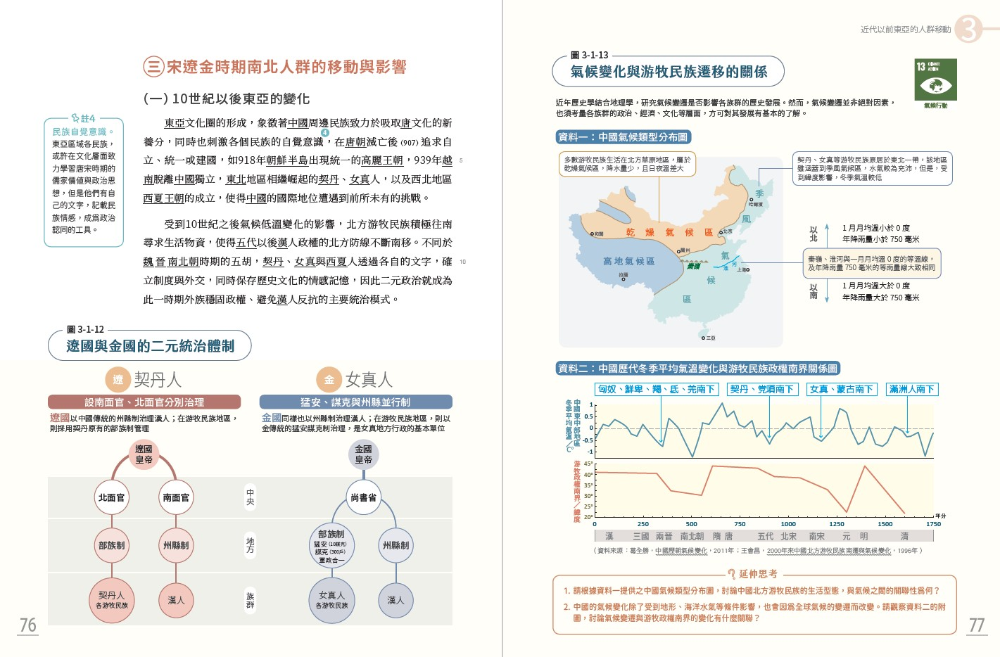 三 宋遼金時期南北人群的移動與影響
(一) 10世紀以後東亞的變化
東亞文化圈的形成，象徵著中國周邊民族致力於吸取唐文化的新
養分，同時也刺激各個民族的自覺意識，在唐朝滅亡後 (907) 追求自
4
立、統一或建國，如918年朝鮮半島出現統一的高麗王朝，939年越
5
南脫離中國獨立，東北地區相繼崛起的契丹、女真人，以及西北地區
西夏王朝的成立，使得中國的國際地位遭遇到前所未有的挑戰。
受到10世紀之後氣候低溫變化的影響，北方游牧民族積極往南
尋求生活物資，使得五代以後漢人政權的北方防線不斷南移。不同於
魏晉南北朝時期的五胡，契丹、女真與西夏人透過各自的文字，確
10
立制度與外交，同時保存歷史文化的情感記憶，因此二元政治就成為
此一時期外族穩固政權、避免漢人反抗的主要統治模式。
註4
民族自覺意識。
東亞區域各民族，
或許在文化層面致
力學習唐宋時期的
儒家價值與政治思
想，但是他們有自
己的文字，記載民
族情感，成為政治
認同的工具。
圖 3-1-12
遼國與金國的二元統治體制
遼 契丹人
設南面官、北面官分別治理
遼國以中國傳統的州縣制治理漢人；在游牧民族地區，
則採用契丹原有的部族制管理
金 女真人
猛安、謀克與州縣並行制
金國同樣也以州縣制治理漢人；在游牧民族地區，則以
金傳統的猛安謀克制治理，是女真地方行政的基本單位
遼國
皇帝
金國
皇帝
北面官
南面官
中央
尚書省
部族制
州縣制
地方
部族制
猛安 (10謀克)
謀克 (300戶)
軍政合一
州縣制
契丹人
各游牧民族
漢人
族群
女真人
各游牧民族
漢人
76
近代以前東亞的人群移動 3
圖 3-1-13
氣候變化與游牧民族遷移的關係
13 CLIMATE
ACTION
氣候行動
近年歷史學結合地理學，研究氣候變遷是否影響各族群的歷史發展。然而，氣候變遷並非絕對因素，
也須考量各族群的政治、經濟、文化等層面，方可對其發展有基本的了解。
資料一：中國氣候類型分布圖
多數游牧民族生活在北方草原地區，屬於
乾燥氣候區，降水量少，且日夜溫差大
契丹、女真等游牧民族原居於東北一帶，該地區
雖涵蓋到季風氣候區，水氣較為充沛，但是，受
到緯度影響，冬季氣溫較低
季風氣候區
哈爾濱
乾燥氣候區
北京
和闐
蘭州
高地氣候區
拉薩
秦嶺
淮河
上海
三亞
以北
1 月月均溫小於 0 度
年降雨量小於 750 毫米
秦嶺、淮河與一月月均溫 0 度的等溫線，
及年降雨量 750 毫米的等雨量線大致相同
以南
1 月月均溫大於 0 度
年降雨量大於 750 毫米
資料二：中國歷代冬季平均氣溫變化與游牧民族政權南界關係圖
匈奴、鮮卑、羯、氐、羌南下
契丹、党項南下
女真、蒙古南下
滿洲人南下
中國東中部地區
冬季平均氣溫／℃
1
0.5
0
-0.5
-1
游牧政權南界／緯度
45°
40°
35°
30°
25°
20°
0 250 500 750 1000 1250 1500 1750 年分
漢 三國 兩晉 南北朝 隋 唐 五代 北宋 南宋 元 明 清
（資料來源：葛全勝，中國歷朝氣候變化，2011年；王會昌，2000年來中國北方游牧民族南遷與氣候變化，1996年）
延伸思考
1. 請根據資料一提供之中國氣候類型分布圖，討論中國北方游牧民族的生活型態，與氣候之間的關聯性為何？
2. 中國的氣候變化除了受到地形、海洋水氣等條件影響，也會因為全球氣候的變遷而改變。請觀察資料二的附
圖，討論氣候變遷與游牧政權南界的變化有什麼關聯？
77